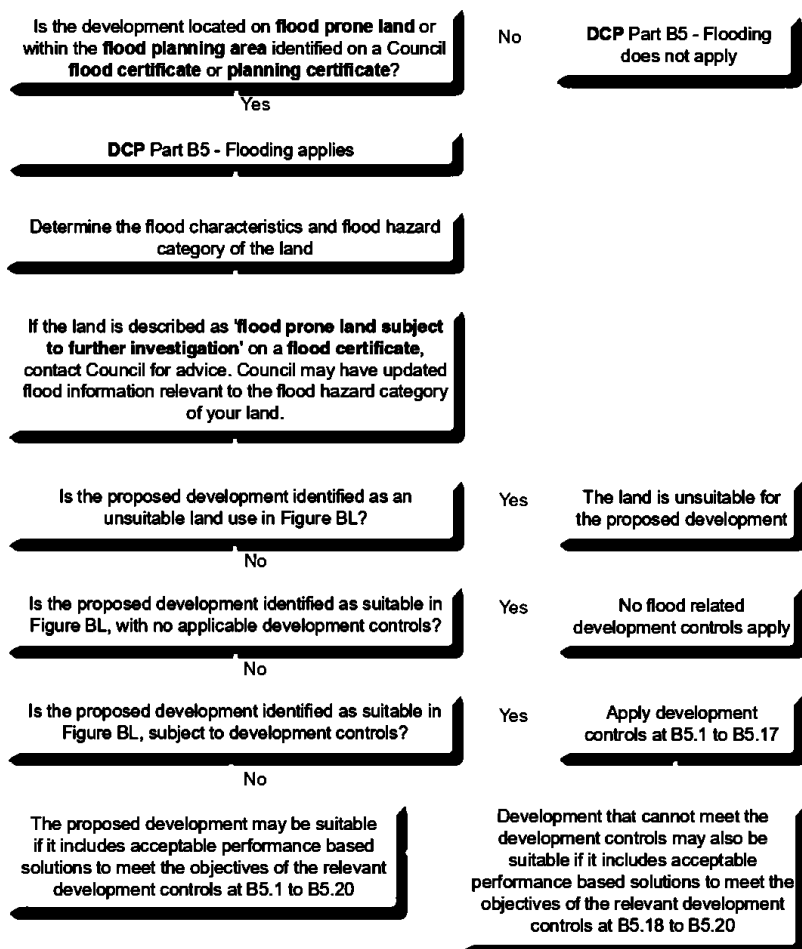 Is the development located on flood prone land or
within the flood planning area identified on a Council
flood certificate or planning certificate?
No
DCP Part B5 - Flooding
does not apply
Yes
DCP Part B5 - Flooding applies
Determine the flood characteristics and flood hazard
category of the land
If the land is described as 'flood prone land subject
to further investigation' on a flood certificate,
contact Council for advice. Council may have updated
flood information relevant to the flood hazard category
of your land.
Is the proposed development identified as an
unsuitable land use in Figure BL?
Yes
The land is unsuitable for
the proposed development
No
Is the proposed development identified as suitable in
Figure BL, with no applicable development controls?
Yes
No flood related
development controls apply
No
Is the proposed development identified as suitable in
Figure BL, subject to development controls?
Yes
Apply development
controls at B5.1 to B5.17
No
The proposed development may be suitable
if it includes acceptable performance based
solutions to meet the objectives of the relevant
development controls at B5.1 to B5.20
Development that cannot meet the
development controls may also be
suitable if it includes acceptable
performance based solutions to meet the
objectives of the relevant development
controls at B5.18 to B5.20